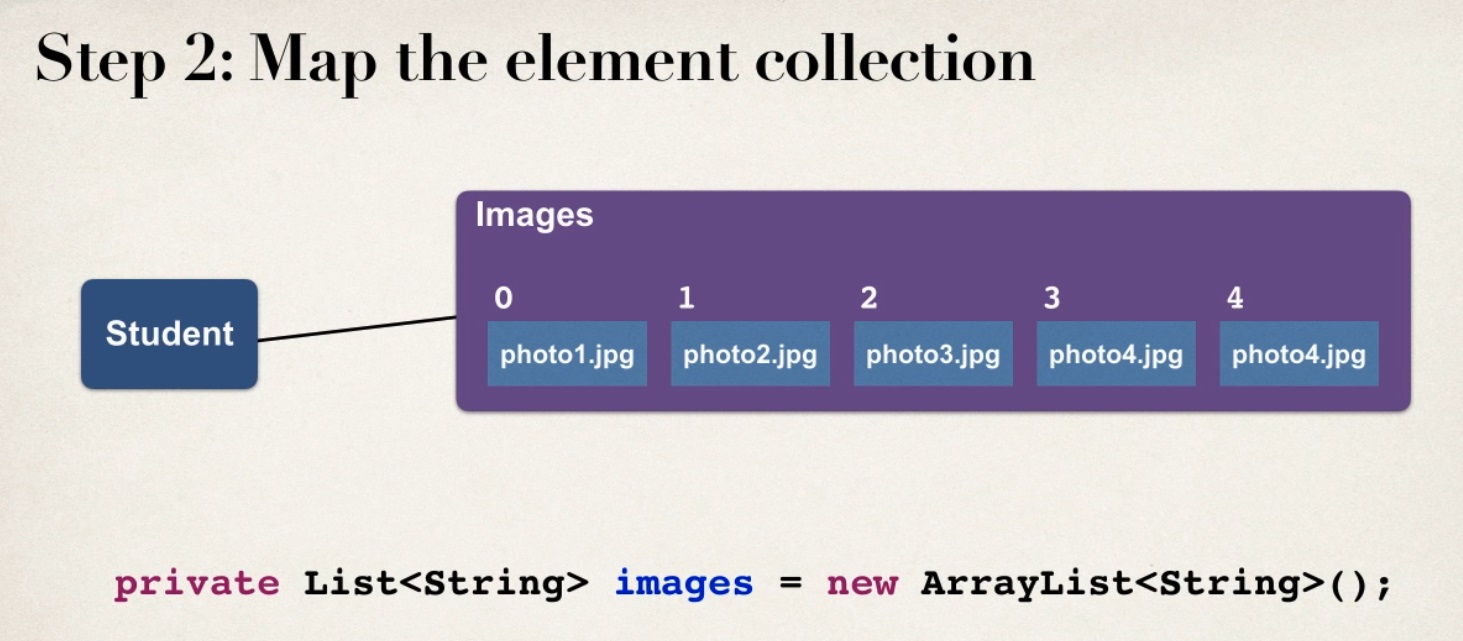 Step 2: Map the element collection
Images
0 1 2 3 4
Student
photo1.jpg photo2.jpg photo3.jpg photo4.jpg photo4.jpg
private List<String> images = new ArrayList<String>();